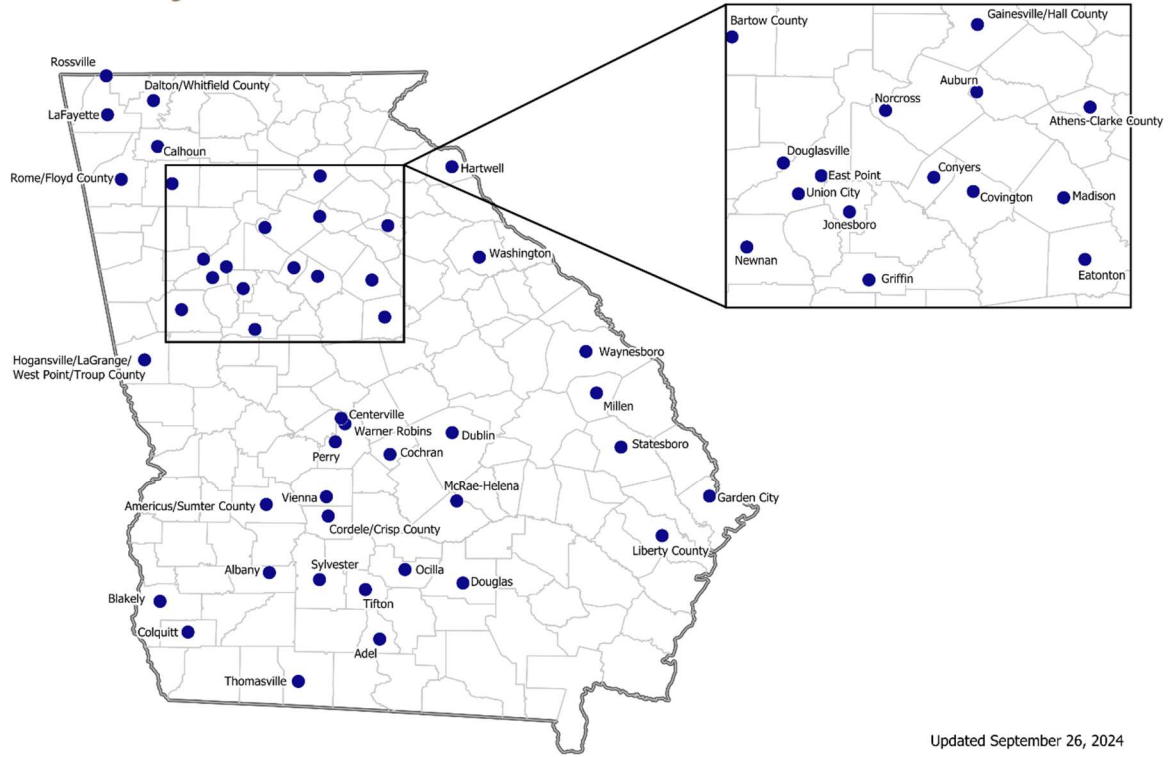 Bartow County
Gainesville/Hall County
Auburn
Norcross
Athens-Clarke County
Douglasville
East Point
Conyers
Union City
Covington
Madison
Jonesboro
Newnan
Eatonton
Griffin
Rossville
Dalton/Whitfield County
LaFayette
Calhoun
Rome/Floyd County
Hartwell
Washington
Hogansville/LaGrange/
West Point/Troup County
Waynesboro
Millen
Centerville
Warner Robins
Dublin
Statesboro
Perry
Cochran
McRae-Helena
Vienna
Garden City
Americus/Sumter County
Cordele/Crisp County
Liberty County
Albany
Sylvester
Ocilla
Douglas
Tifton
Blakely
Colquitt
Adel
Thomasville
Updated September 26, 2024